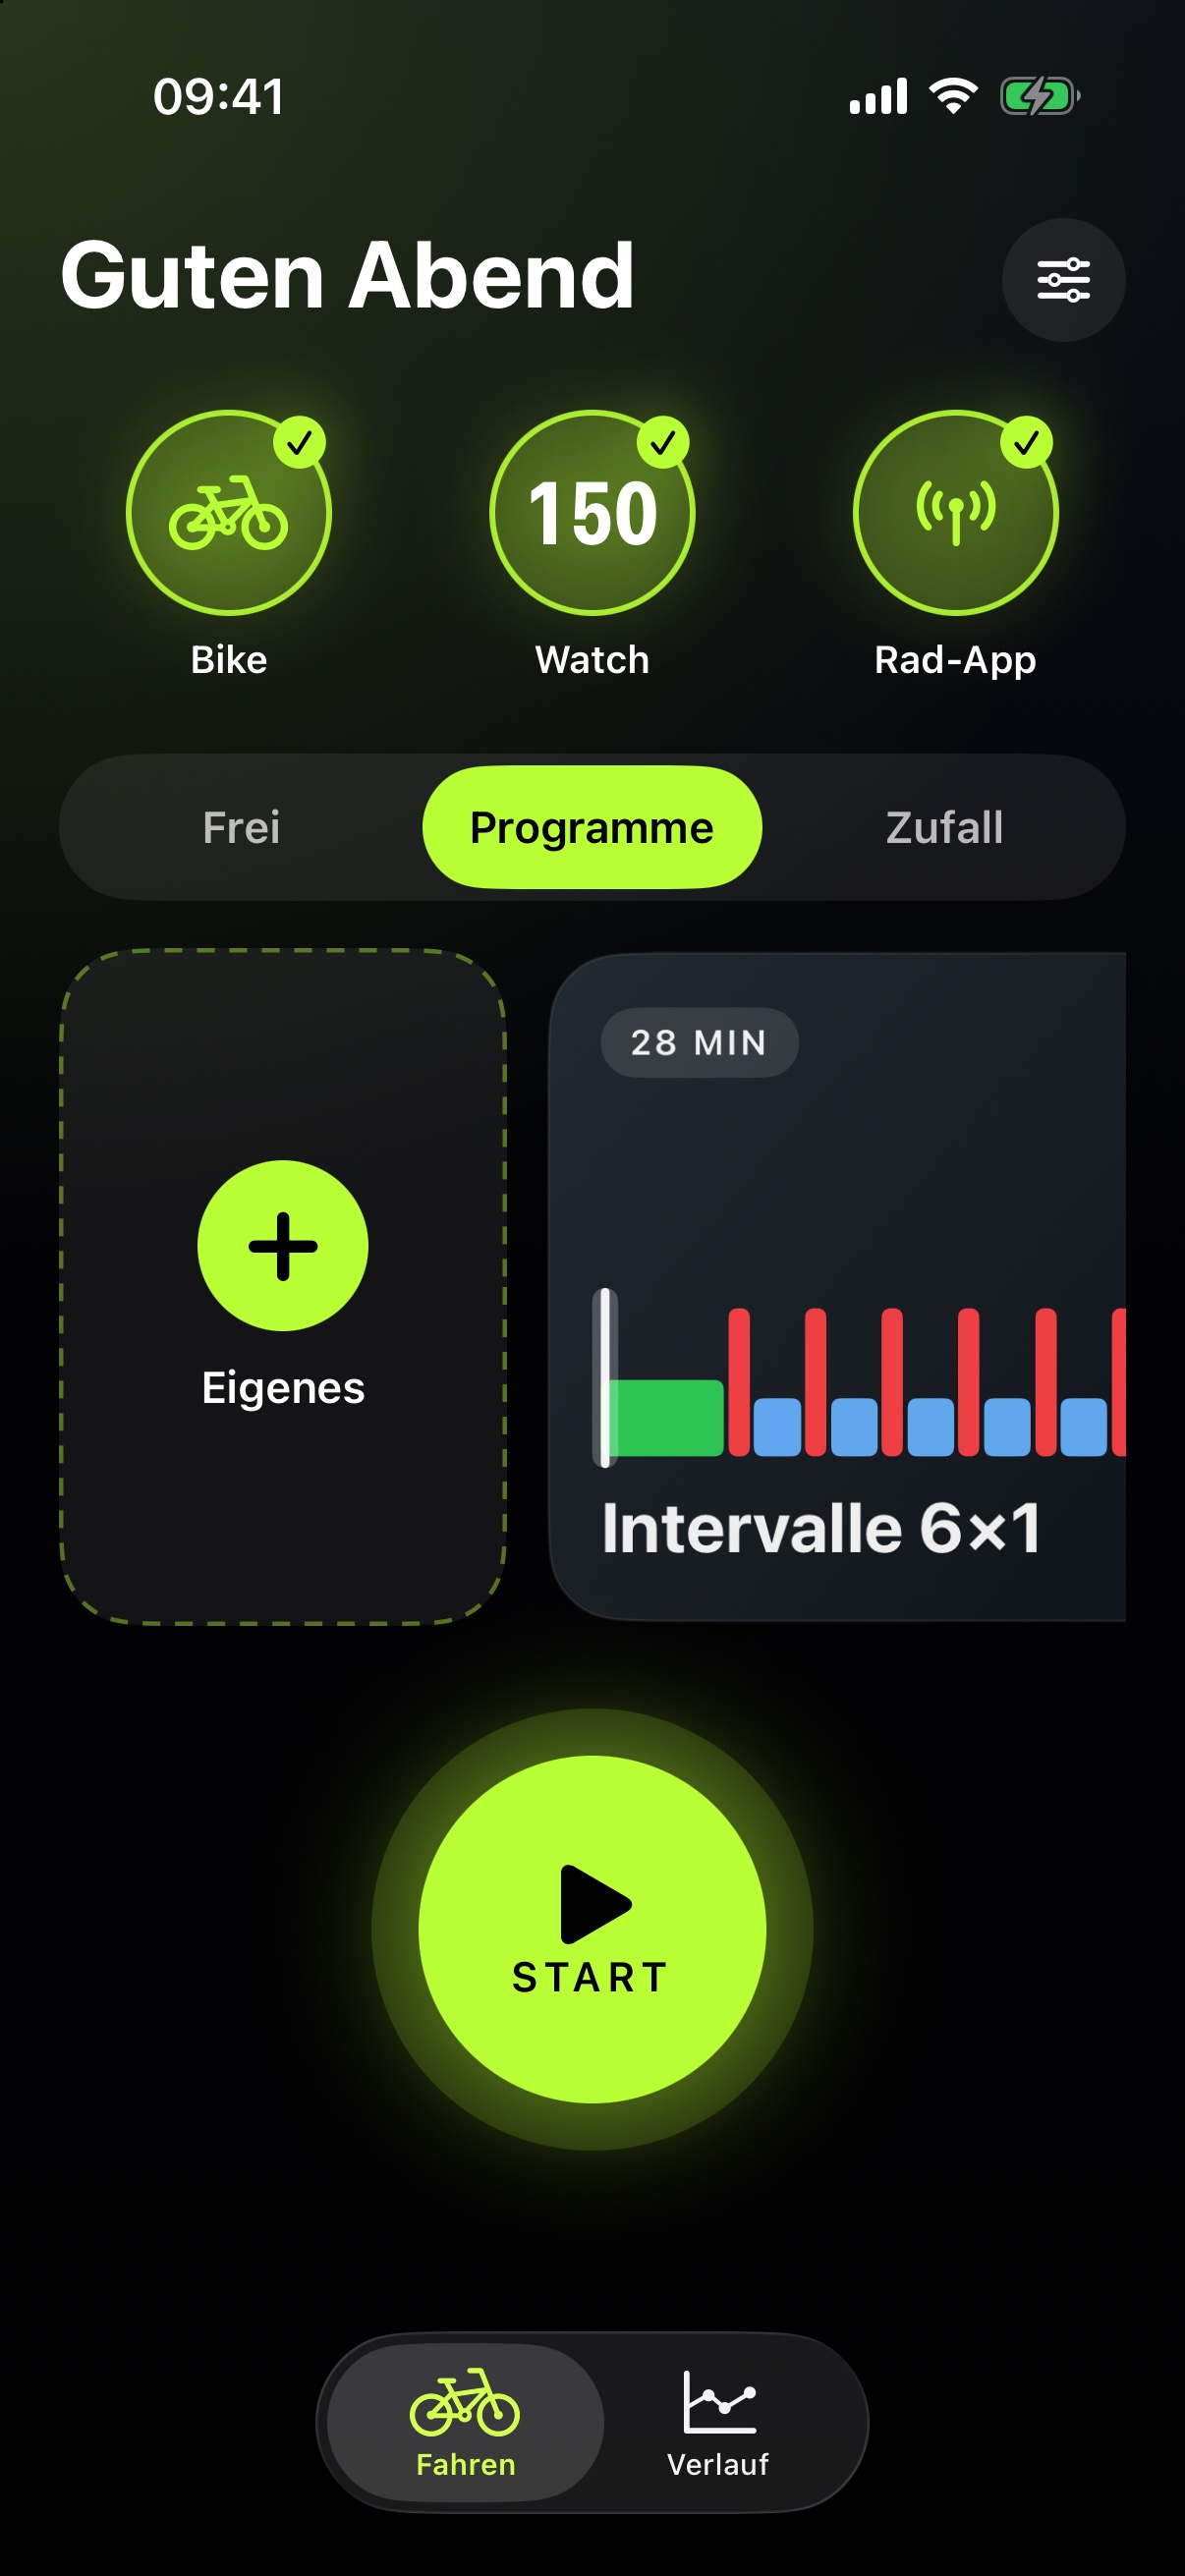 09:41
Guten Abend
150
Bike
Watch
Rad-App
Frei
Programme
Zufall
28 MIN
Eigenes
Intervalle 6×1
START
Fahren
Verlauf